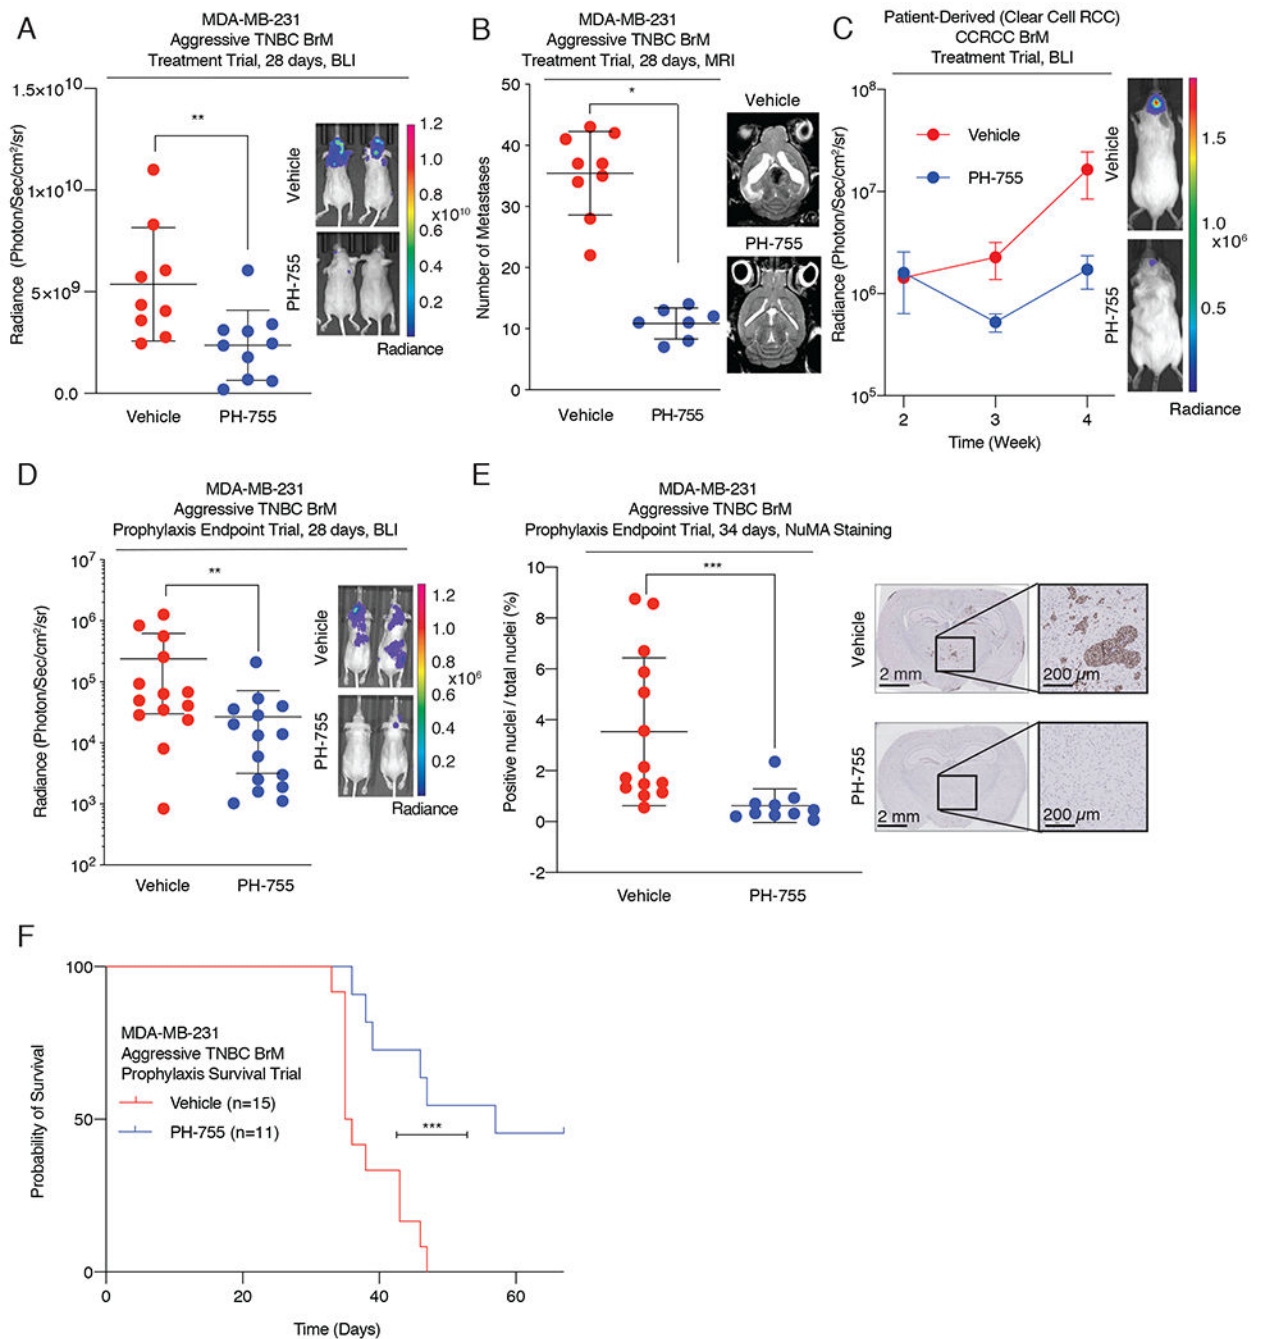 A
MDA-MB-231
Aggressive TNBC BrM
Treatment Trial, 28 days, BLI
Radiance (Photon/Sec/cm²/sr)
1.5x10¹⁰
1x10¹⁰
5x10⁹
0.0
**
Vehicle
PH-755
Vehicle
PH-755
1.2
1.0
0.8
x10¹⁰
0.6
0.4
0.2
Radiance
B
MDA-MB-231
Aggressive TNBC BrM
Treatment Trial, 28 days, MRI
Number of Metastases
50
40
30
20
10
0
*
Vehicle
PH-755
Vehicle
PH-755
C
Patient-Derived (Clear Cell RCC)
CCRCC BrM
Treatment Trial, BLI
Radiance (Photon/Sec/cm²/sr)
10⁸
10⁷
10⁶
10⁵
Vehicle
PH-755
2
3
4
Time (Week)
Vehicle
PH-755
1.5
1.0
x10⁶
0.5
Radiance
D
MDA-MB-231
Aggressive TNBC BrM
Prophylaxis Endpoint Trial, 28 days, BLI
Radiance (Photon/Sec/cm²/sr)
10⁷
10⁶
10⁵
10⁴
10³
10²
**
Vehicle
PH-755
Vehicle
PH-755
1.2
1.0
0.8
x10⁶
0.6
0.4
0.2
Radiance
E
MDA-MB-231
Aggressive TNBC BrM
Prophylaxis Endpoint Trial, 34 days, NuMA Staining
Positive nuclei / total nuclei (%)
10
8
6
4
2
0
-2
***
Vehicle
PH-755
Vehicle
2 mm
200 µm
PH-755
2 mm
200 µm
F
Probability of Survival
100
50
0
MDA-MB-231
Aggressive TNBC BrM
Prophylaxis Survival Trial
Vehicle (n=15)
PH-755 (n=11)
***
0
20
40
60
Time (Days)